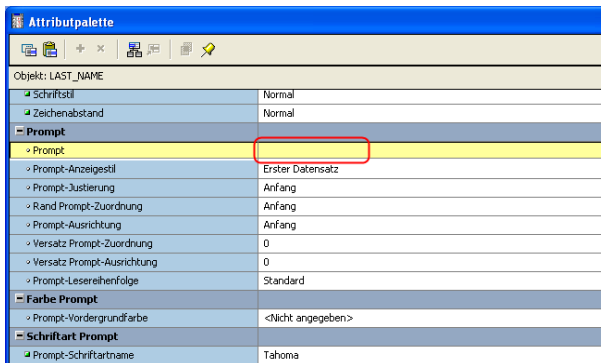 Attributpalette
Objekt: LAST_NAME
Schriftstil Normal
Zeichenabstand Normal
Prompt
Prompt
Prompt-Anzeigestil Erster Datensatz
Prompt-Justierung Anfang
Rand Prompt-Zuordnung Anfang
Prompt-Ausrichtung Anfang
Versatz Prompt-Zuordnung 0
Versatz Prompt-Ausrichtung 0
Prompt-Lesereihenfolge Standard
Farbe Prompt
Prompt-Vordergrundfarbe <Nicht angegeben>
Schriftart Prompt
Prompt-Schriftartname Tahoma